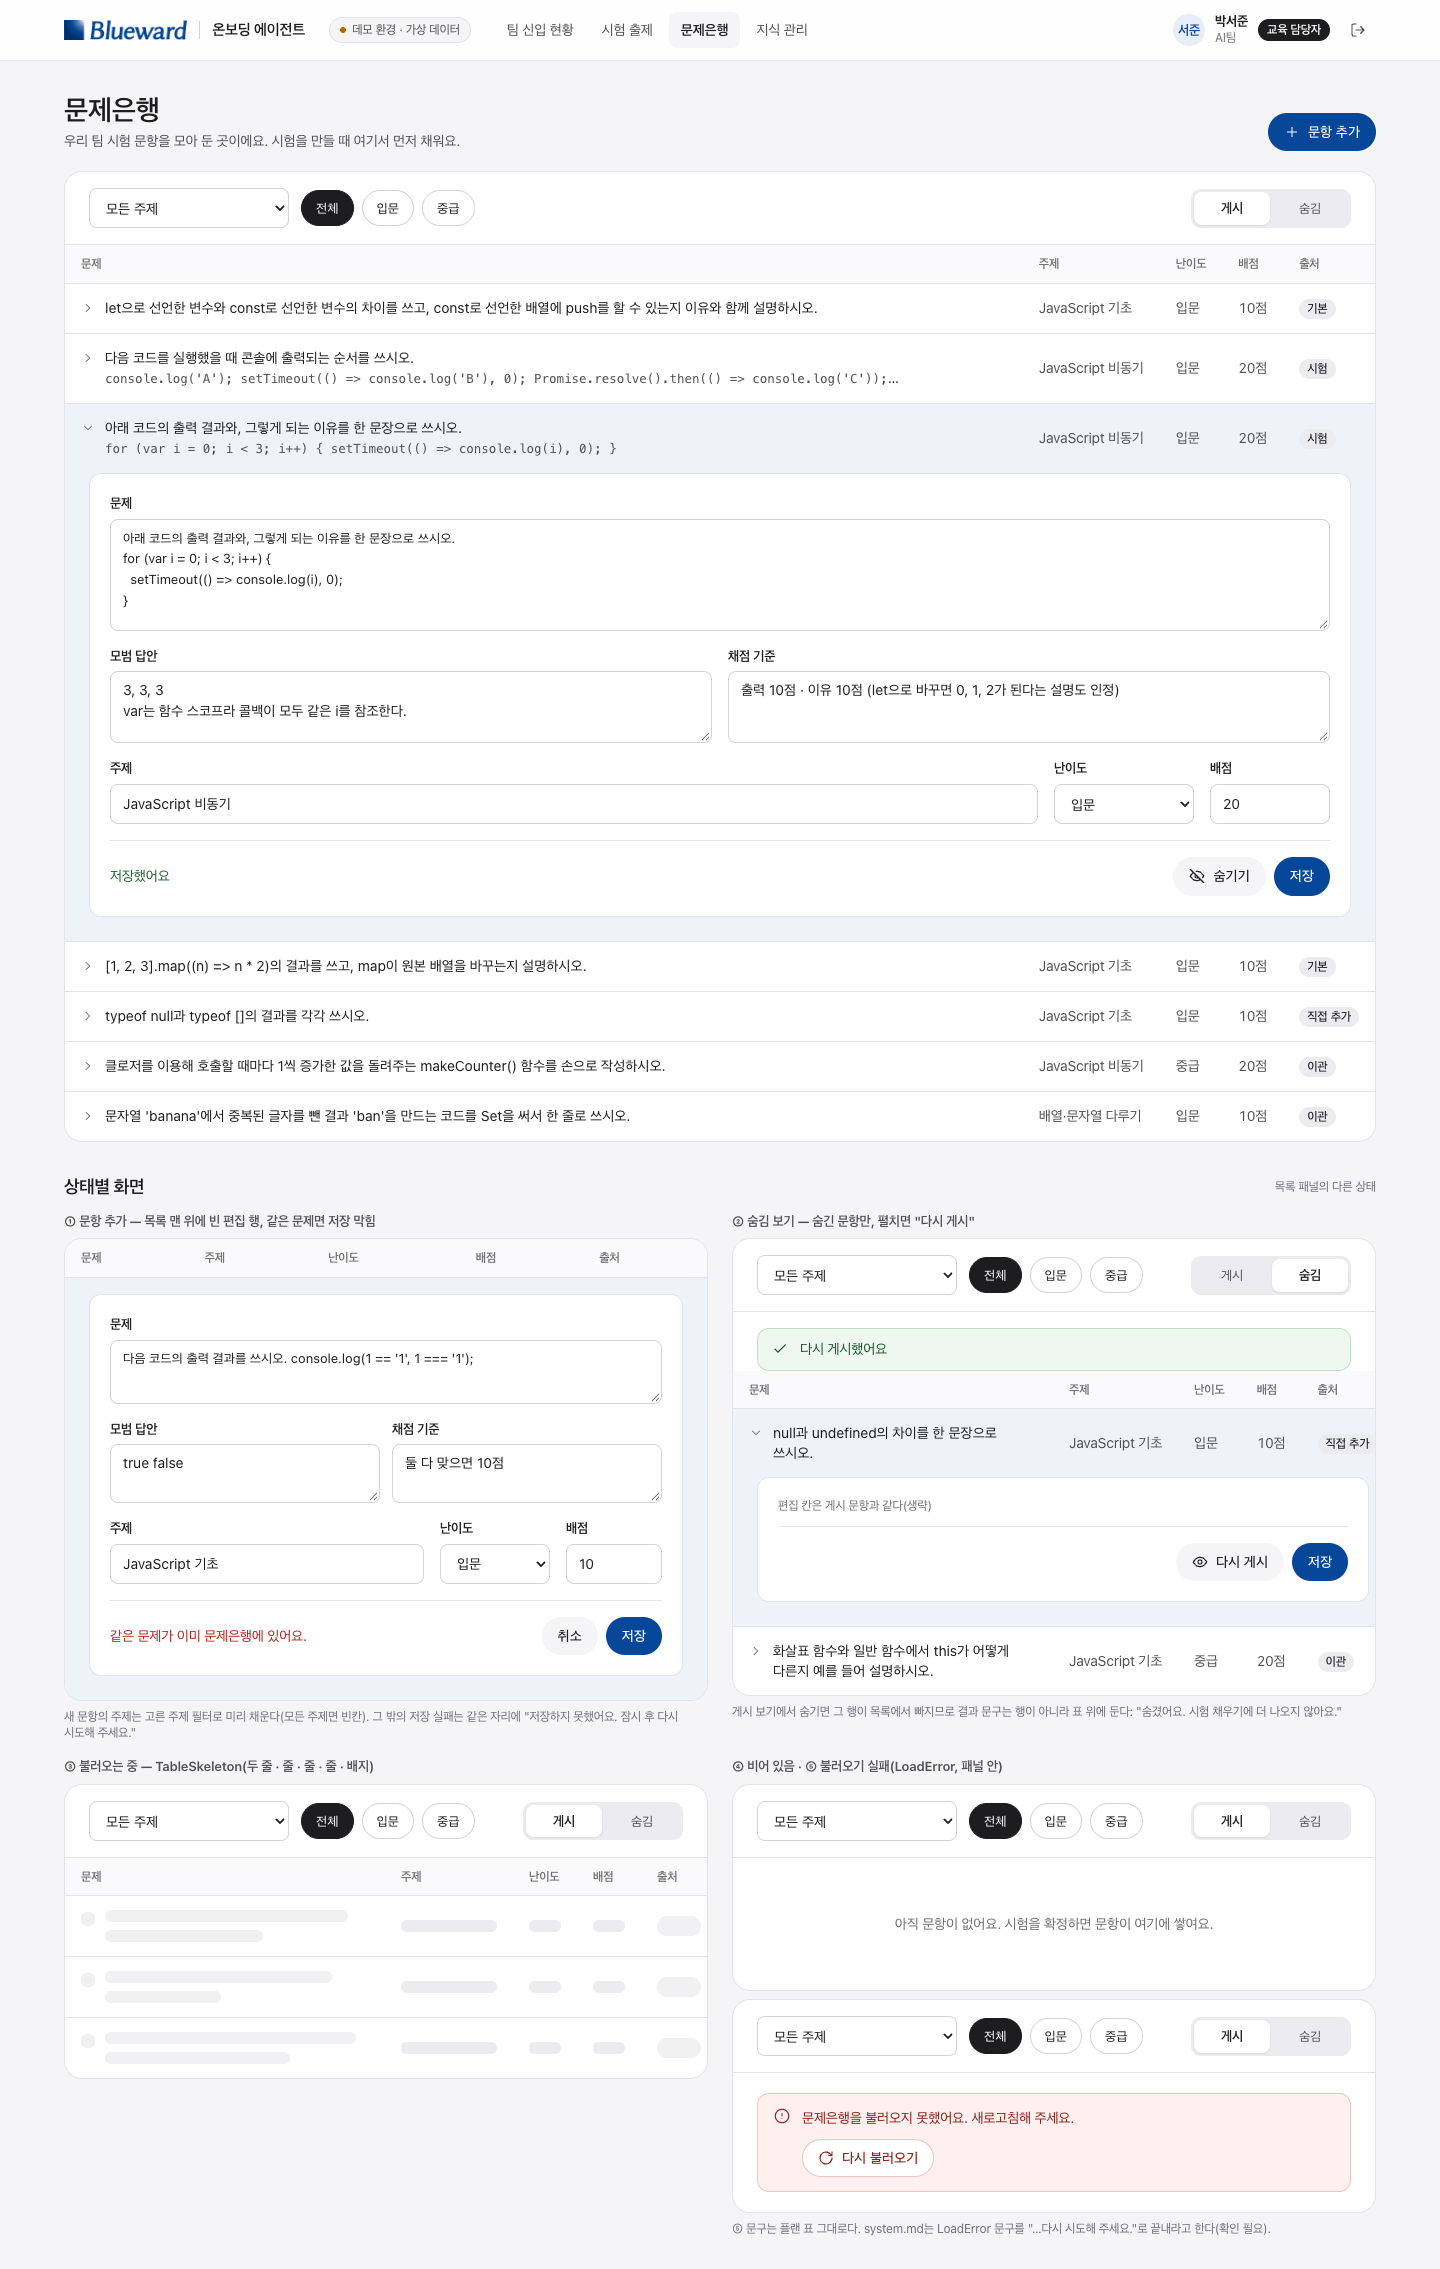 Blueward
온보딩 에이전트
데모 환경 · 가상 데이터
팀 신입 현황
시험 출제
문제은행
지식 관리
서준
박서준
AI팀
교육 담당자
문제은행
우리 팀 시험 문항을 모아 둔 곳이에요. 시험을 만들 때 여기서 먼저 채워요.
문항 추가
모든 주제
전체
입문
중급
게시
숨김
문제
주제
난이도
배점
출처
let으로 선언한 변수와 const로 선언한 변수의 차이를 쓰고, const로 선언한 배열에 push를 할 수 있는지 이유와 함께 설명하시오.
JavaScript 기초
입문
10점
기본
다음 코드를 실행했을 때 콘솔에 출력되는 순서를 쓰시오.
console.log('A'); setTimeout(() => console.log('B'), 0); Promise.resolve().then(() => console.log('C'));…
JavaScript 비동기
입문
20점
시험
아래 코드의 출력 결과와, 그렇게 되는 이유를 한 문장으로 쓰시오.
for (var i = 0; i < 3; i++) { setTimeout(() => console.log(i), 0); }
JavaScript 비동기
입문
20점
시험
문제
아래 코드의 출력 결과와, 그렇게 되는 이유를 한 문장으로 쓰시오.
for (var i = 0; i < 3; i++) {
setTimeout(() => console.log(i), 0);
}
모범 답안
3, 3, 3
var는 함수 스코프라 콜백이 모두 같은 i를 참조한다.
채점 기준
출력 10점 · 이유 10점 (let으로 바꾸면 0, 1, 2가 된다는 설명도 인정)
주제
JavaScript 비동기
난이도
입문
배점
20
저장했어요
숨기기
저장
[1, 2, 3].map((n) => n * 2)의 결과를 쓰고, map이 원본 배열을 바꾸는지 설명하시오.
JavaScript 기초
입문
10점
기본
typeof null과 typeof []의 결과를 각각 쓰시오.
JavaScript 기초
입문
10점
직접 추가
클로저를 이용해 호출할 때마다 1씩 증가한 값을 돌려주는 makeCounter() 함수를 손으로 작성하시오.
JavaScript 비동기
중급
20점
이관
문자열 'banana'에서 중복된 글자를 뺀 결과 'ban'을 만드는 코드를 Set을 써서 한 줄로 쓰시오.
배열·문자열 다루기
입문
10점
이관
상태별 화면
목록 패널의 다른 상태
① 문항 추가 — 목록 맨 위에 빈 편집 행, 같은 문제면 저장 막힘
문제
주제
난이도
배점
출처
문제
다음 코드의 출력 결과를 쓰시오. console.log(1 == '1', 1 === '1');
모범 답안
true false
채점 기준
둘 다 맞으면 10점
주제
JavaScript 기초
난이도
입문
배점
10
같은 문제가 이미 문제은행에 있어요.
취소
저장
새 문항의 주제는 고른 주제 필터로 미리 채운다(모든 주제면 빈칸). 그 밖의 저장 실패는 같은 자리에 "저장하지 못했어요. 잠시 후 다시
시도해 주세요."
② 숨김 보기 — 숨긴 문항만, 펼치면 "다시 게시"
모든 주제
전체
입문
중급
게시
숨김
다시 게시했어요
문제
주제
난이도
배점
출처
null과 undefined의 차이를 한 문장으로
쓰시오.
JavaScript 기초
입문
10점
직접 추가
편집 칸은 게시 문항과 같다(생략)
다시 게시
저장
화살표 함수와 일반 함수에서 this가 어떻게
다른지 예를 들어 설명하시오.
JavaScript 기초
중급
20점
이관
게시 보기에서 숨기면 그 행이 목록에서 빠지므로 결과 문구는 행이 아니라 표 위에 둔다: "숨겼어요. 시험 채우기에 더 나오지 않아요."
③ 불러오는 중 — TableSkeleton(두 줄 · 줄 · 줄 · 줄 · 배지)
모든 주제
전체
입문
중급
게시
숨김
문제
주제
난이도
배점
출처
④ 비어 있음 · ⑤ 불러오기 실패(LoadError, 패널 안)
모든 주제
전체
입문
중급
게시
숨김
아직 문항이 없어요. 시험을 확정하면 문항이 여기에 쌓여요.
모든 주제
전체
입문
중급
게시
숨김
문제은행을 불러오지 못했어요. 새로고침해 주세요.
다시 불러오기
⑤ 문구는 플랜 표 그대로다. system.md는 LoadError 문구를 "…다시 시도해 주세요."로 끝내라고 한다(확인 필요).